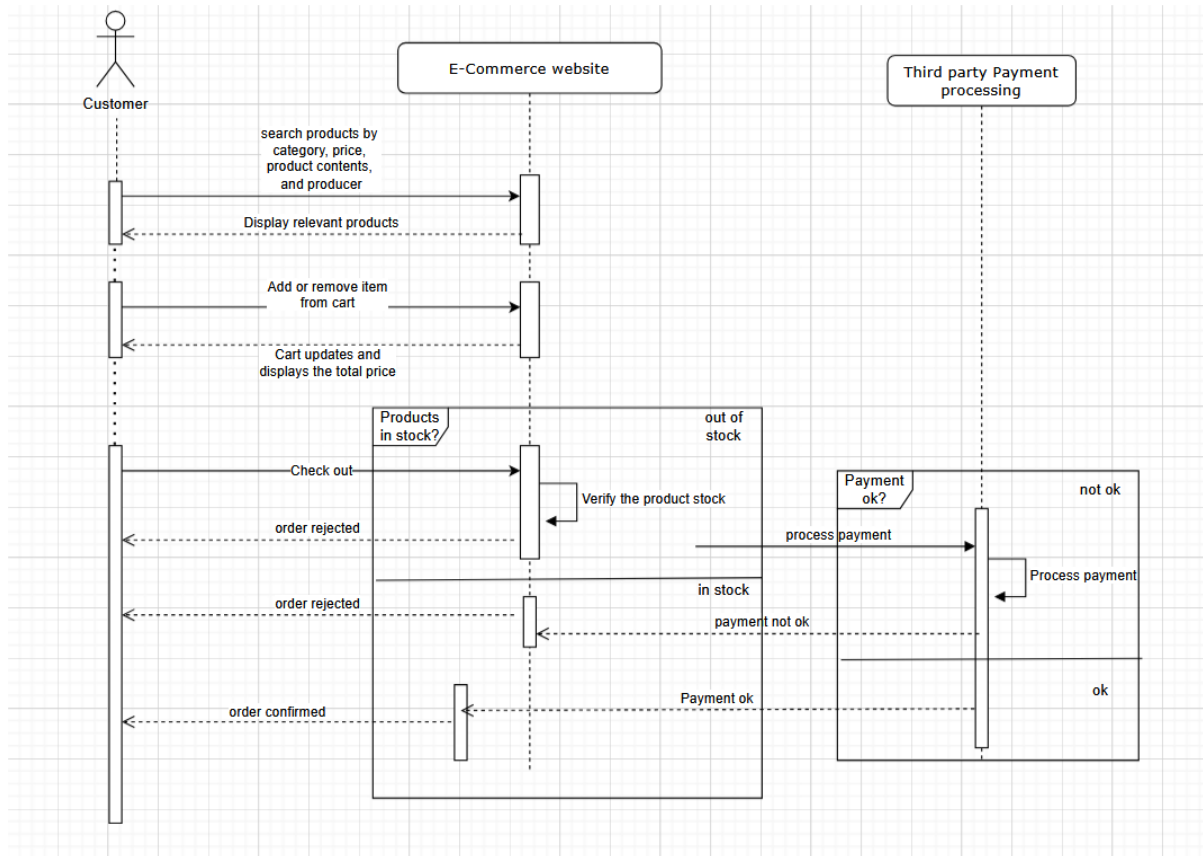 Customer
E-Commerce website
Third party Payment
processing
search products by
category, price,
product contents,
and producer
Display relevant products
Add or remove item
from cart
Cart updates and
displays the total price
Products
in stock?
out of
stock
Check out
Verify the product stock
order rejected
Payment
ok?
not ok
process payment
Process payment
in stock
order rejected
payment not ok
ok
Payment ok
order confirmed